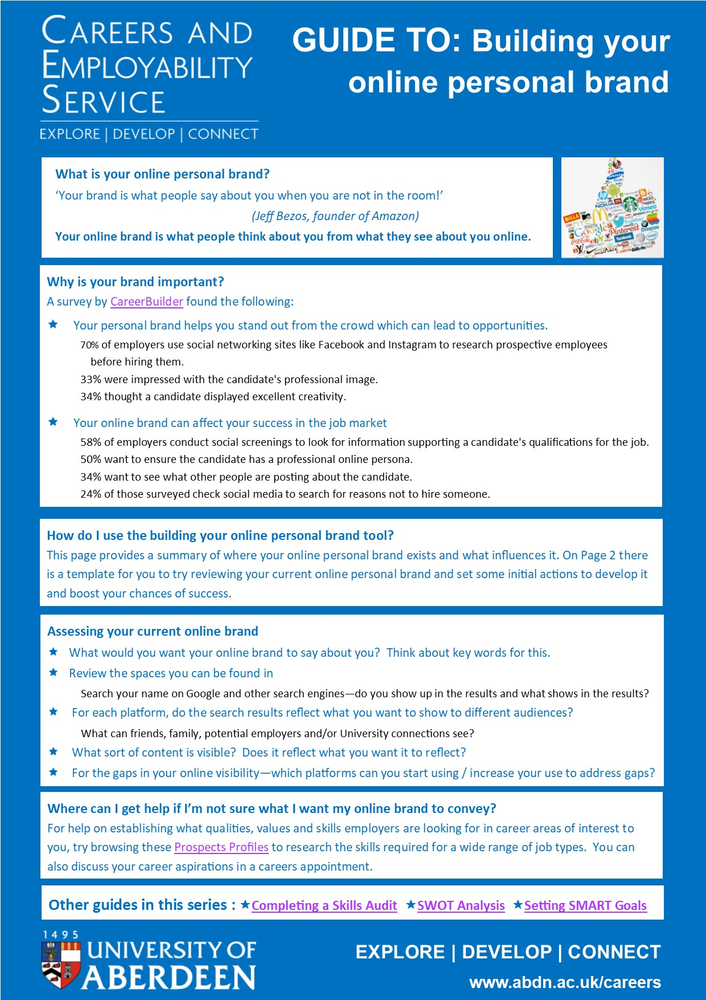 CAREERS AND
EMPLOYABILITY
SERVICE
EXPLORE | DEVELOP | CONNECT
GUIDE TO: Building your
online personal brand
What is your online personal brand?
‘Your brand is what people say about you when you are not in the room!’
(Jeff Bezos, founder of Amazon)
Your online brand is what people think about you from what they see about you online.
hp
NOKIA
BILLA
Google
Pinterest
vimeo
twitter
facebook
intel
Coca-Cola
Canon
Gillette
Why is your brand important?
A survey by CareerBuilder found the following:
★ Your personal brand helps you stand out from the crowd which can lead to opportunities.
70% of employers use social networking sites like Facebook and Instagram to research prospective employees
before hiring them.
33% were impressed with the candidate's professional image.
34% thought a candidate displayed excellent creativity.
★ Your online brand can affect your success in the job market
58% of employers conduct social screenings to look for information supporting a candidate's qualifications for the job.
50% want to ensure the candidate has a professional online persona.
34% want to see what other people are posting about the candidate.
24% of those surveyed check social media to search for reasons not to hire someone.
How do I use the building your online personal brand tool?
This page provides a summary of where your online personal brand exists and what influences it. On Page 2 there
is a template for you to try reviewing your current online personal brand and set some initial actions to develop it
and boost your chances of success.
Assessing your current online brand
★ What would you want your online brand to say about you? Think about key words for this.
★ Review the spaces you can be found in
Search your name on Google and other search engines—do you show up in the results and what shows in the results?
★ For each platform, do the search results reflect what you want to show to different audiences?
What can friends, family, potential employers and/or University connections see?
★ What sort of content is visible? Does it reflect what you want it to reflect?
★ For the gaps in your online visibility—which platforms can you start using / increase your use to address gaps?
Where can I get help if I’m not sure what I want my online brand to convey?
For help on establishing what qualities, values and skills employers are looking for in career areas of interest to
you, try browsing these Prospects Profiles to research the skills required for a wide range of job types. You can
also discuss your career aspirations in a careers appointment.
Other guides in this series : ★Completing a Skills Audit ★SWOT Analysis ★Setting SMART Goals
1495
UNIVERSITY OF
ABERDEEN
EXPLORE | DEVELOP | CONNECT
www.abdn.ac.uk/careers